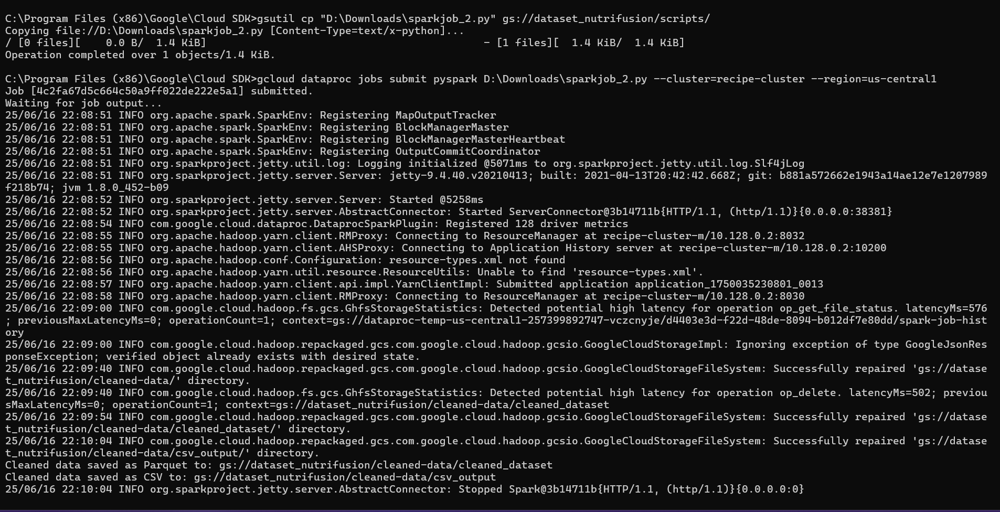 C:\Program Files (x86)\Google\Cloud SDK>gsutil cp "D:\Downloads\sparkjob_2.py" gs://dataset_nutrifusion/scripts/
Copying file://D:\Downloads\sparkjob_2.py [Content-Type=text/x-python]...
/ [0 files][    0.0 B/  1.4 KiB]                                            - [1 files][  1.4 KiB/  1.4 KiB]
Operation completed over 1 objects/1.4 KiB.
C:\Program Files (x86)\Google\Cloud SDK>gcloud dataproc jobs submit pyspark D:\Downloads\sparkjob_2.py --cluster=recipe-cluster --region=us-central1
Job [4c2fa67d5c664c50a9ff022de222e5a1] submitted.
Waiting for job output...
25/06/16 22:08:51 INFO org.apache.spark.SparkEnv: Registering MapOutputTracker
25/06/16 22:08:51 INFO org.apache.spark.SparkEnv: Registering BlockManagerMaster
25/06/16 22:08:51 INFO org.apache.spark.SparkEnv: Registering BlockManagerMasterHeartbeat
25/06/16 22:08:51 INFO org.apache.spark.SparkEnv: Registering OutputCommitCoordinator
25/06/16 22:08:51 INFO org.sparkproject.jetty.util.log: Logging initialized @5071ms to org.sparkproject.jetty.util.log.Slf4jLog
25/06/16 22:08:51 INFO org.sparkproject.jetty.server.Server: jetty-9.4.40.v20210413; built: 2021-04-13T20:42:42.668Z; git: b881a572662e1943a14ae12e7e1207989
f218b74; jvm 1.8.0_452-b09
25/06/16 22:08:52 INFO org.sparkproject.jetty.server.Server: Started @5258ms
25/06/16 22:08:52 INFO org.sparkproject.jetty.server.AbstractConnector: Started ServerConnector@3b14711b{HTTP/1.1, (http/1.1)}{0.0.0.0:38381}
25/06/16 22:08:54 INFO com.google.cloud.dataproc.DataprocSparkPlugin: Registered 128 driver metrics
25/06/16 22:08:55 INFO org.apache.hadoop.yarn.client.RMProxy: Connecting to ResourceManager at recipe-cluster-m/10.128.0.2:8032
25/06/16 22:08:55 INFO org.apache.hadoop.yarn.client.AHSProxy: Connecting to Application History server at recipe-cluster-m/10.128.0.2:10200
25/06/16 22:08:56 INFO org.apache.hadoop.conf.Configuration: resource-types.xml not found
25/06/16 22:08:56 INFO org.apache.hadoop.yarn.util.resource.ResourceUtils: Unable to find 'resource-types.xml'.
25/06/16 22:08:57 INFO org.apache.hadoop.yarn.client.api.impl.YarnClientImpl: Submitted application application_1750035230801_0013
25/06/16 22:08:58 INFO org.apache.hadoop.yarn.client.RMProxy: Connecting to ResourceManager at recipe-cluster-m/10.128.0.2:8030
25/06/16 22:09:00 INFO com.google.cloud.hadoop.fs.gcs.GhfsStorageStatistics: Detected potential high latency for operation op_get_file_status. latencyMs=576
; previousMaxLatencyMs=0; operationCount=1; context=gs://dataproc-temp-us-central1-257399892747-vczcnyje/d4403e3d-f22d-48de-8094-b012df7e80dd/spark-job-hist
ory
25/06/16 22:09:00 INFO com.google.cloud.hadoop.repackaged.gcs.com.google.cloud.hadoop.gcsio.GoogleCloudStorageImpl: Ignoring exception of type GoogleJsonRes
ponseException; verified object already exists with desired state.
25/06/16 22:09:40 INFO com.google.cloud.hadoop.repackaged.gcs.com.google.cloud.hadoop.gcsio.GoogleCloudStorageFileSystem: Successfully repaired 'gs://datase
t_nutrifusion/cleaned-data/' directory.
25/06/16 22:09:40 INFO com.google.cloud.hadoop.fs.gcs.GhfsStorageStatistics: Detected potential high latency for operation op_delete. latencyMs=502; previou
sMaxLatencyMs=0; operationCount=1; context=gs://dataset_nutrifusion/cleaned-data/cleaned_dataset
25/06/16 22:09:54 INFO com.google.cloud.hadoop.repackaged.gcs.com.google.cloud.hadoop.gcsio.GoogleCloudStorageFileSystem: Successfully repaired 'gs://datase
t_nutrifusion/cleaned-data/cleaned_dataset/' directory.
25/06/16 22:10:04 INFO com.google.cloud.hadoop.repackaged.gcs.com.google.cloud.hadoop.gcsio.GoogleCloudStorageFileSystem: Successfully repaired 'gs://datase
t_nutrifusion/cleaned-data/csv_output/' directory.
Cleaned data saved as Parquet to: gs://dataset_nutrifusion/cleaned-data/cleaned_dataset
Cleaned data saved as CSV to: gs://dataset_nutrifusion/cleaned-data/csv_output
25/06/16 22:10:04 INFO org.sparkproject.jetty.server.AbstractConnector: Stopped Spark@3b14711b{HTTP/1.1, (http/1.1)}{0.0.0.0:0}